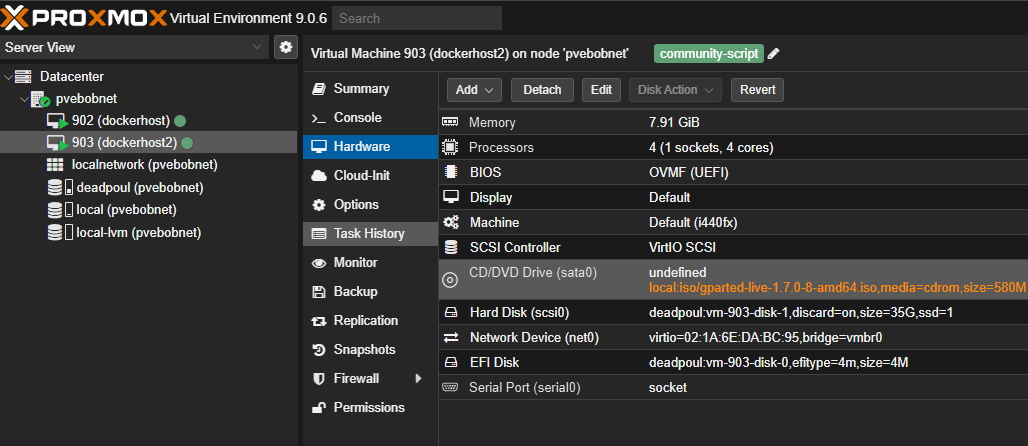 PROXMOX Virtual Environment 9.0.6 Search
Server View
Datacenter
pvebobnet
902 (dockerhost)
903 (dockerhost2)
localnetwork (pvebobnet)
deadpoul (pvebobnet)
local (pvebobnet)
local-lvm (pvebobnet)
Virtual Machine 903 (dockerhost2) on node 'pvebobnet' community-script
Summary
Console
Hardware
Cloud-Init
Options
Task History
Monitor
Backup
Replication
Snapshots
Firewall
Permissions
Add Detach Edit Disk Action Revert
Memory 7.91 GiB
Processors 4 (1 sockets, 4 cores)
BIOS OVMF (UEFI)
Display Default
Machine Default (i440fx)
SCSI Controller VirtIO SCSI
CD/DVD Drive (sata0) undefined
local:iso/gparted-live-1.7.0-8-amd64.iso,media=cdrom,size=580M
Hard Disk (scsi0) deadpoul:vm-903-disk-1,discard=on,size=35G,ssd=1
Network Device (net0) virtio=02:1A:6E:DA:BC:95,bridge=vmbr0
EFI Disk deadpoul:vm-903-disk-0,efitype=4m,size=4M
Serial Port (serial0) socket